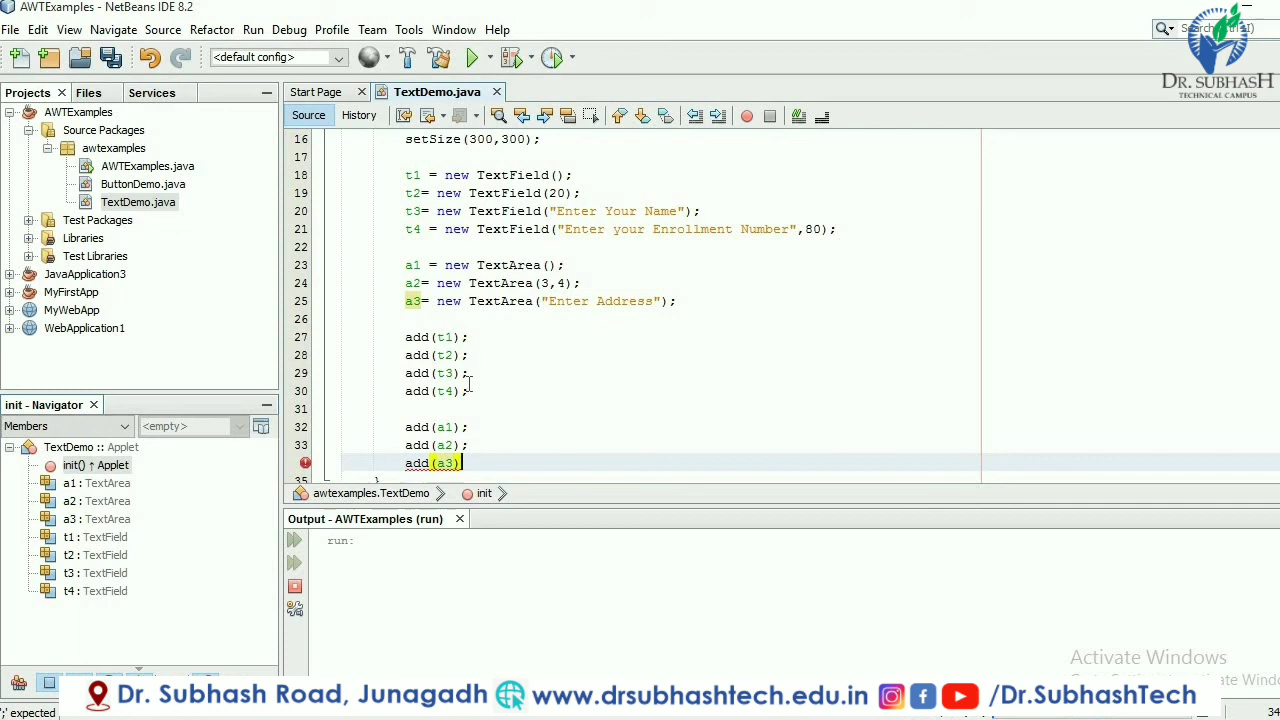 AWTExamples - NetBeans IDE 8.2
File Edit View Navigate Source Refactor Run Debug Profile Team Tools Window Help
<default config>
DR. SUBHASH
TECHNICAL CAMPUS
Projects Files Services
Start Page TextDemo.java
Source History
AWTExamples
Source Packages
awtexamples
AWTExamples.java
ButtonDemo.java
TextDemo.java
Test Packages
Libraries
Test Libraries
JavaApplication3
MyFirstApp
MyWebApp
WebApplication1
16 setSize(300,300);
17
18 t1 = new TextField();
19 t2= new TextField(20);
20 t3= new TextField("Enter Your Name");
21 t4 = new TextField("Enter your Enrollment Number",80);
22
23 a1 = new TextArea();
24 a2= new TextArea(3,4);
25 a3= new TextArea("Enter Address");
26
27 add(t1);
28 add(t2);
29 add(t3);
30 add(t4);
31
32 add(a1);
33 add(a2);
add(a3)
35 }
init - Navigator
Members <empty>
TextDemo :: Applet
init() ↑ Applet
a1 : TextArea
a2 : TextArea
a3 : TextArea
t1 : TextField
t2 : TextField
t3 : TextField
t4 : TextField
awtexamples.TextDemo init
Output - AWTExamples (run)
run:
Activate Windows
Dr. Subhash Road, Junagadh www.drsubhashtech.edu.in /Dr.SubhashTech
';' expected